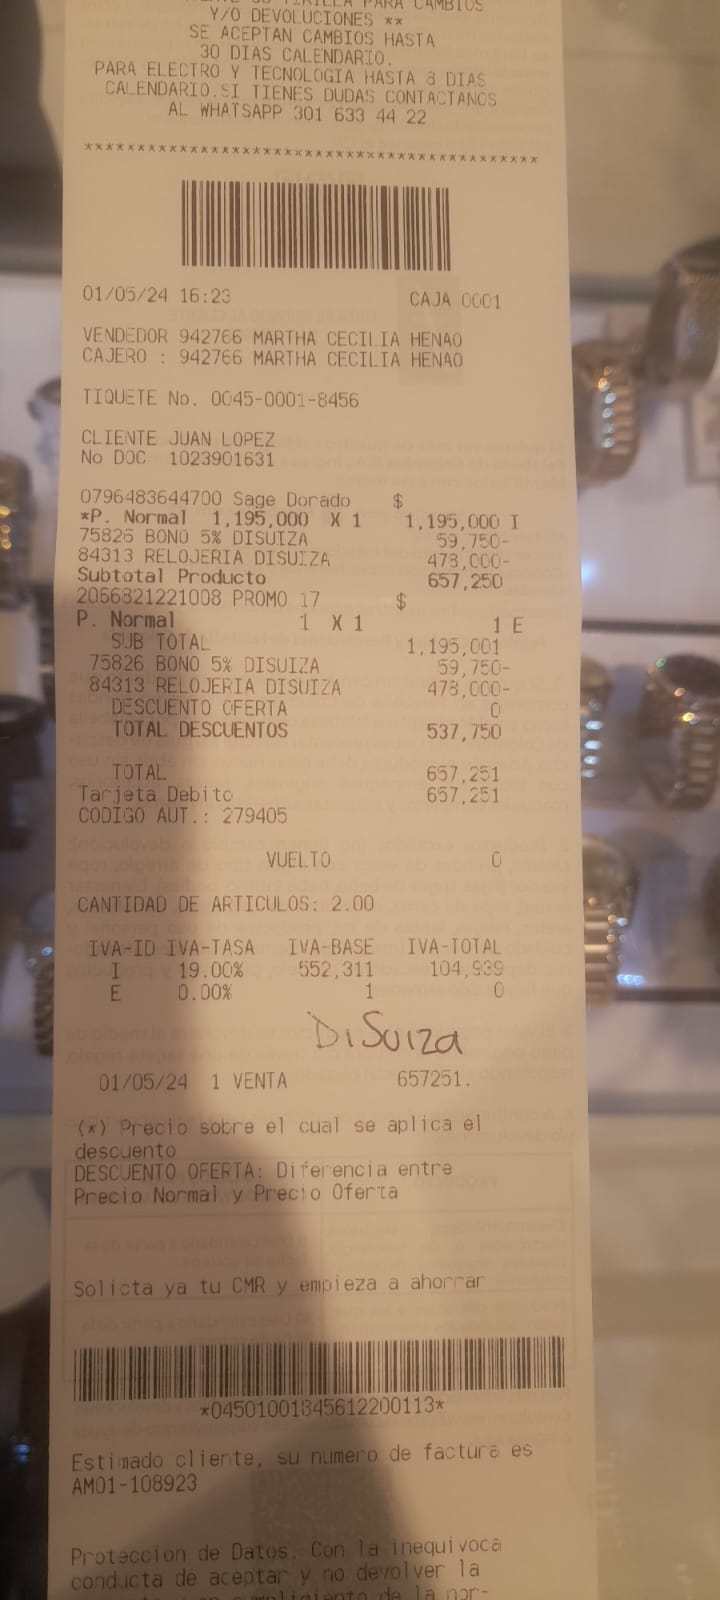 PARA CAMBIOS
Y/O DEVOLUCIONES **
SE ACEPTAN CAMBIOS HASTA
30 DIAS CALENDARIO.
PARA ELECTRO Y TECNOLOGIA HASTA 8 DIAS
CALENDARIO.SI TIENES DUDAS CONTACTANOS
AL WHATSAPP 301 633 44 22
*******************************************
01/05/24 16:23 CAJA 0001
VENDEDOR 942766 MARTHA CECILIA HENAO
CAJERO : 942766 MARTHA CECILIA HENAO
TIQUETE No. 0045-0001-8456
CLIENTE JUAN LOPEZ
No DOC 1023901631
0796483644700 Sage Dorado $
*P. Normal 1,195,000 X 1 1,195,000 I
75826 BONO 5% DISUIZA 59,750-
84313 RELOJERIA DISUIZA 478,000-
Subtotal Producto 657,250
2066821221008 PROMO 17 $
P. Normal 1 X 1 1 E
SUB TOTAL 1,195,001
75826 BONO 5% DISUIZA 59,750-
84313 RELOJERIA DISUIZA 478,000-
DESCUENTO OFERTA 0
TOTAL DESCUENTOS 537,750
TOTAL 657,251
Tarjeta Debito 657,251
CODIGO AUT.: 279405
VUELTO 0
CANTIDAD DE ARTICULOS: 2.00
IVA-ID IVA-TASA IVA-BASE IVA-TOTAL
I 19.00% 552,311 104,939
E 0.00% 1 0
DiSuiza
01/05/24 1 VENTA 657251.
(*) Precio sobre el cual se aplica el
descuento
DESCUENTO OFERTA: Diferencia entre
Precio Normal y Precio Oferta
Solicta ya tu CMR y empieza a ahorrar
*04501001845612200113*
Estimado cliente, su numero de factura es
AM01-108923
Proteccion de Datos. Con la inequivoca
conducta de aceptar y no devolver la
cumplimiento de la nor-